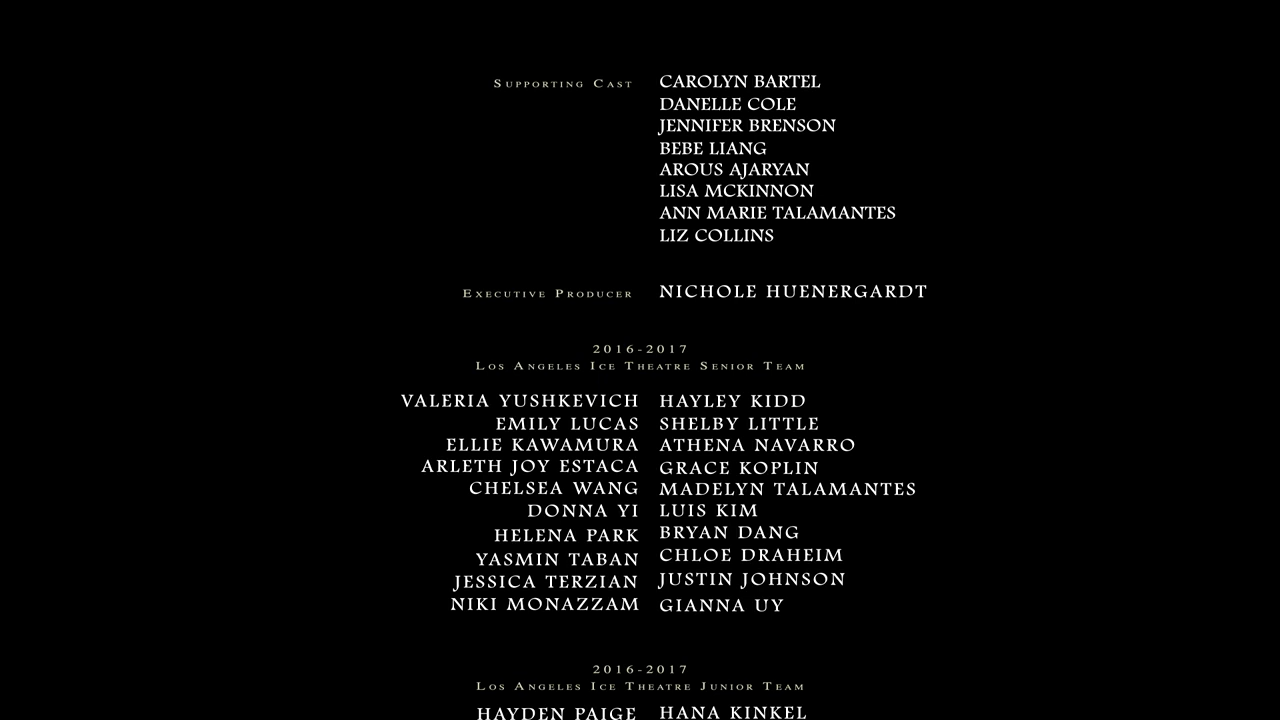 Supporting Cast CAROLYN BARTEL
DANELLE COLE
JENNIFER BRENSON
BEBE LIANG
AROUS AJARYAN
LISA MCKINNON
ANN MARIE TALAMANTES
LIZ COLLINS
Executive Producer NICHOLE HUENERGARDT
2016-2017
Los Angeles Ice Theatre Senior Team
VALERIA YUSHKEVICH HAYLEY KIDD
EMILY LUCAS SHELBY LITTLE
ELLIE KAWAMURA ATHENA NAVARRO
ARLETH JOY ESTACA GRACE KOPLIN
CHELSEA WANG MADELYN TALAMANTES
DONNA YI LUIS KIM
HELENA PARK BRYAN DANG
YASMIN TABAN CHLOE DRAHEIM
JESSICA TERZIAN JUSTIN JOHNSON
NIKI MONAZZAM GIANNA UY
2016-2017
Los Angeles Ice Theatre Junior Team
HAYDEN PAIGE HANA KINKEL